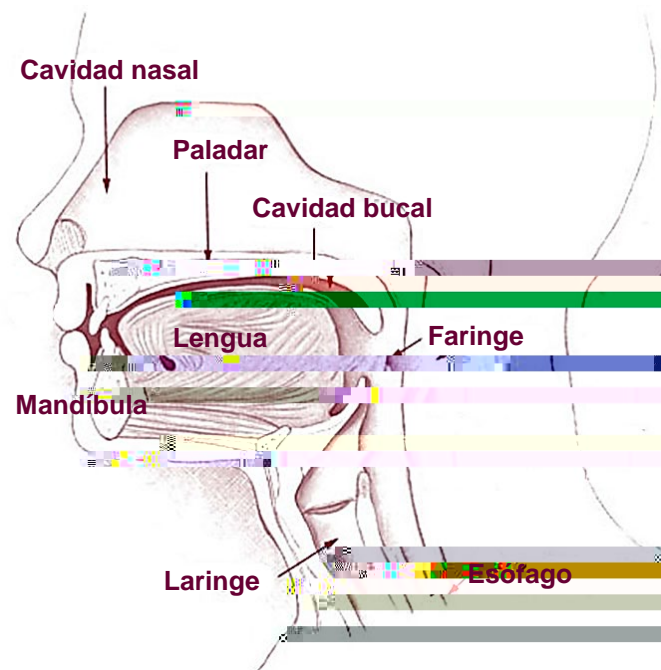 Cavidad nasal
Paladar
Cavidad bucal
Lengua
Faringe
Mandíbula
Laringe
Esófago